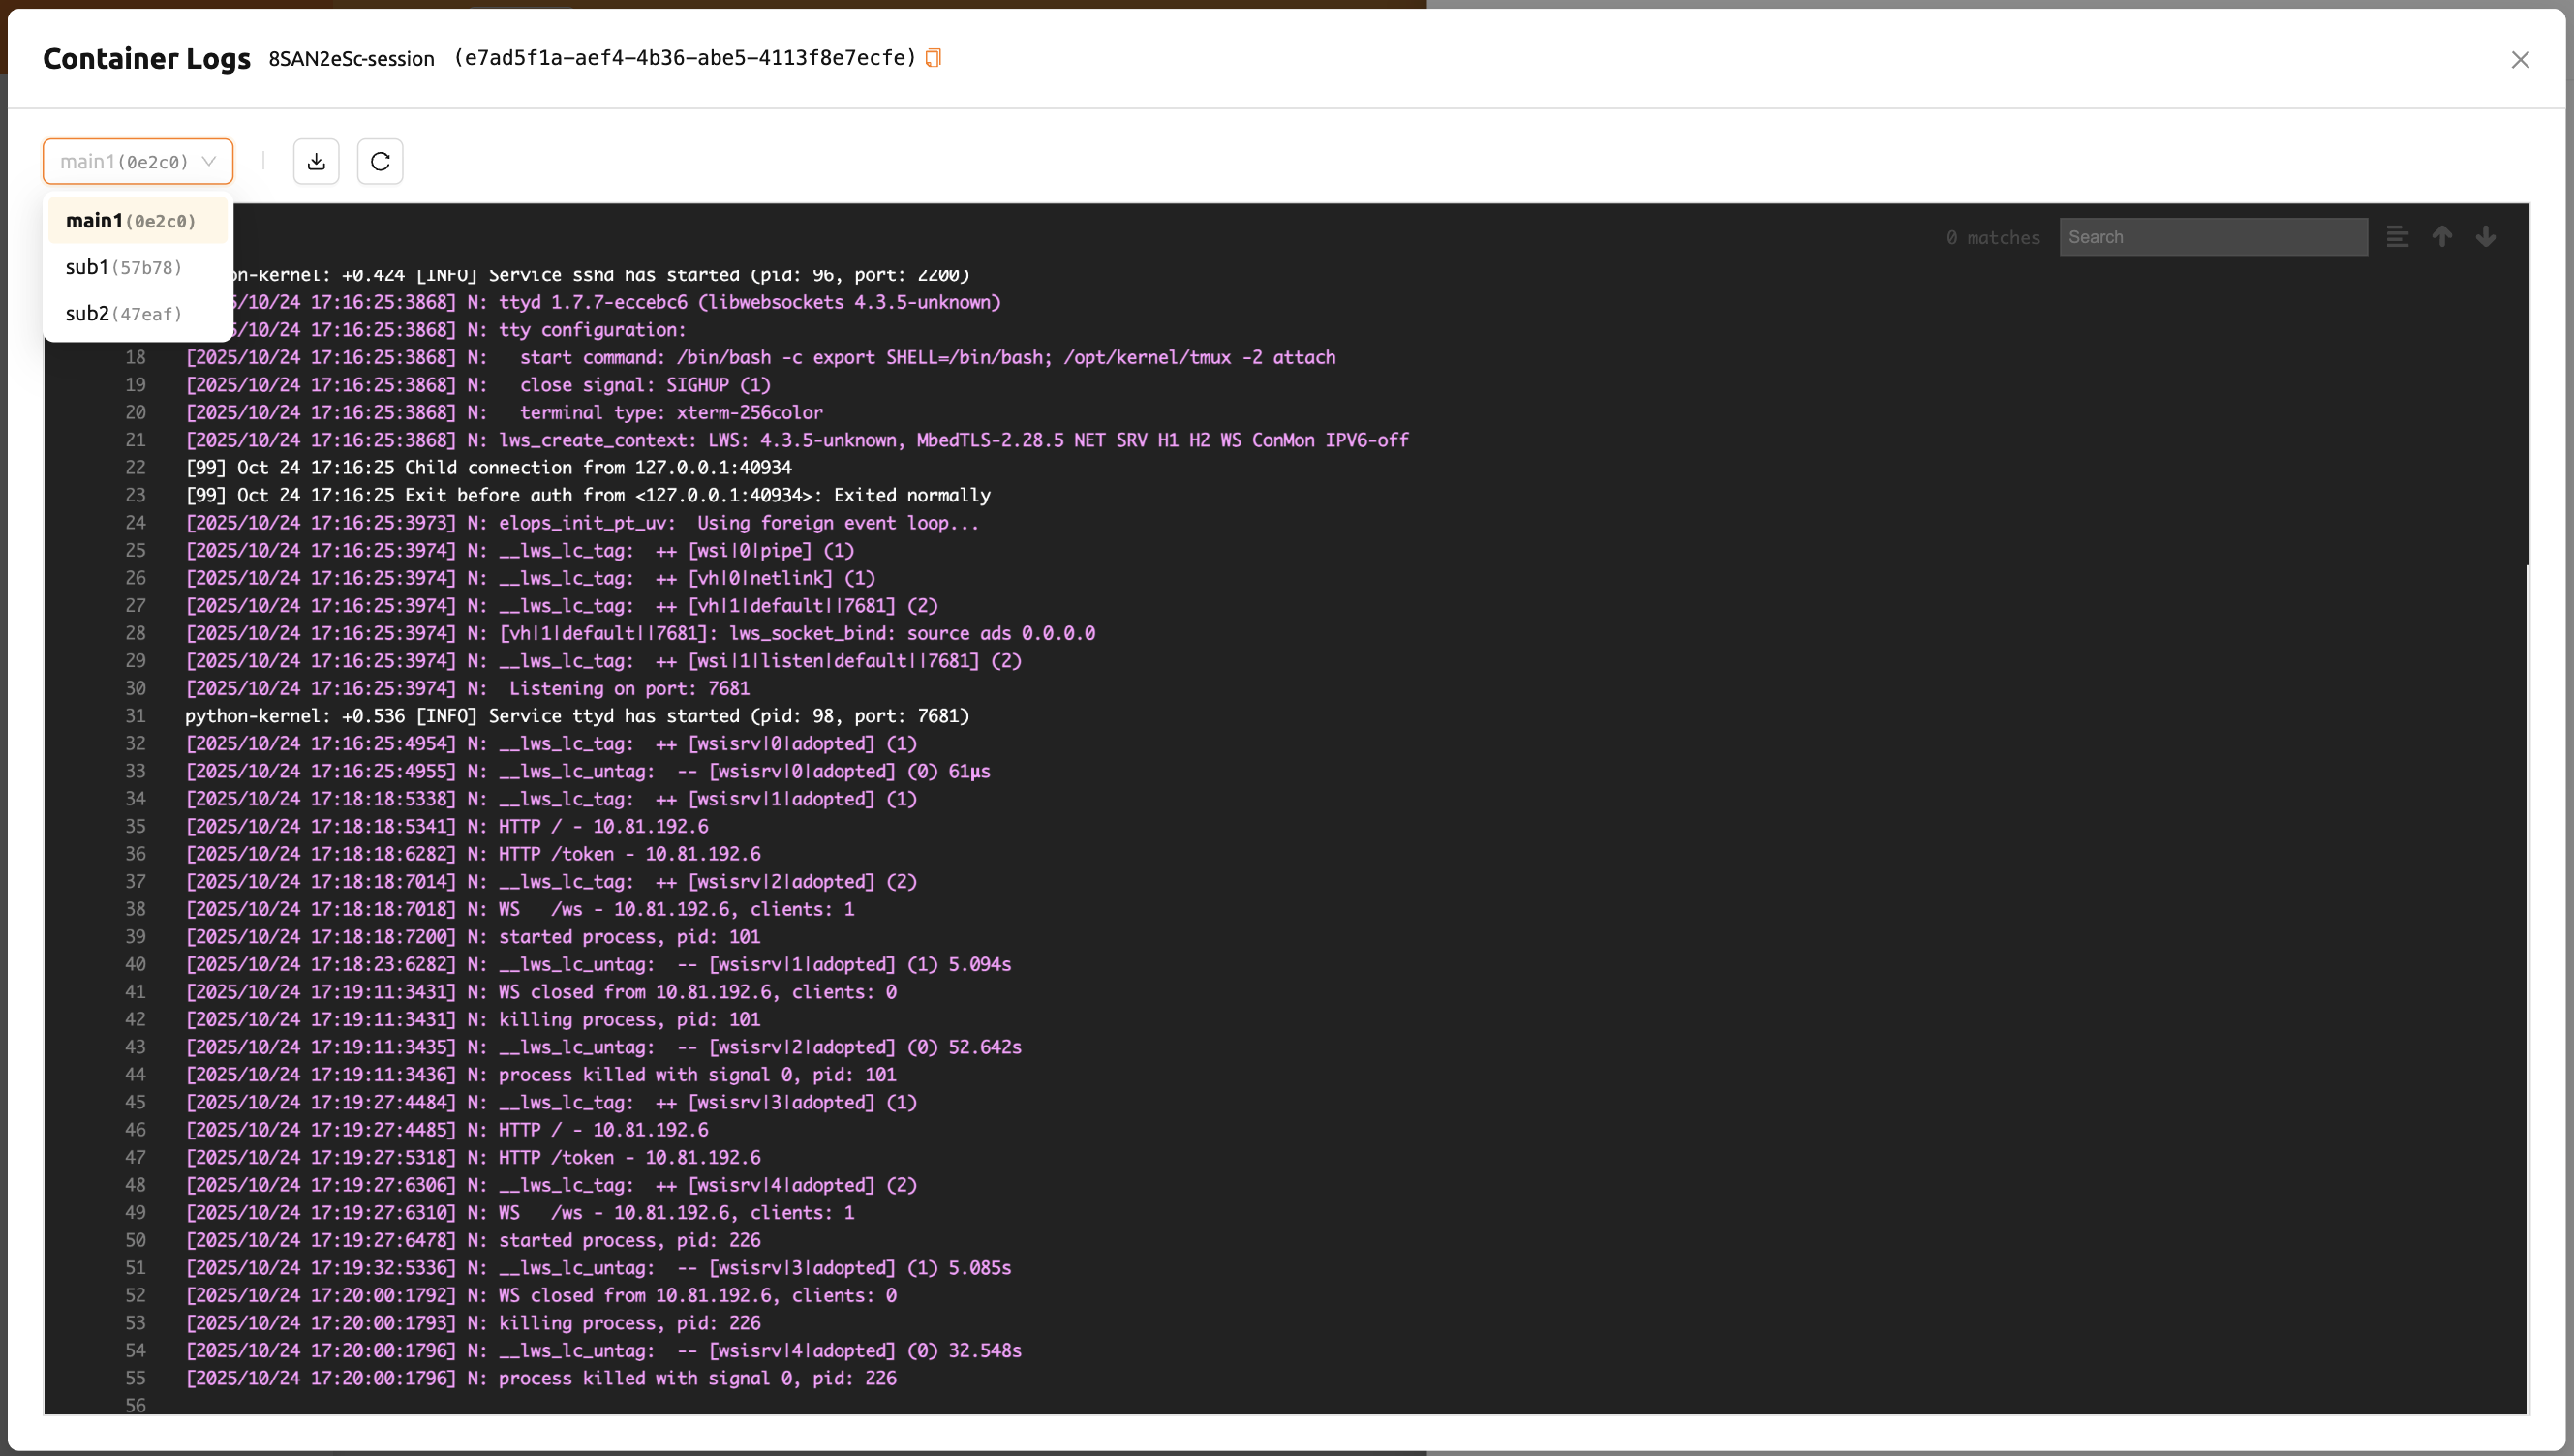 Container Logs 8SAN2eSc-session (e7ad5f1a-aef4-4b36-abe5-4113f8e7ecfe)
main1(0e2c0)
main1(0e2c0)
sub1(57b78)
sub2(47eaf)
0 matches Search
on-kernel: +0.424 [INFO] Service sshd has started (pid: 96, port: 2200)
5/10/24 17:16:25:3868] N: ttyd 1.7.7-eccebc6 (libwebsockets 4.3.5-unknown)
5/10/24 17:16:25:3868] N: tty configuration:
18 [2025/10/24 17:16:25:3868] N:   start command: /bin/bash -c export SHELL=/bin/bash; /opt/kernel/tmux -2 attach
19 [2025/10/24 17:16:25:3868] N:   close signal: SIGHUP (1)
20 [2025/10/24 17:16:25:3868] N:   terminal type: xterm-256color
21 [2025/10/24 17:16:25:3868] N: lws_create_context: LWS: 4.3.5-unknown, MbedTLS-2.28.5 NET SRV H1 H2 WS ConMon IPV6-off
22 [99] Oct 24 17:16:25 Child connection from 127.0.0.1:40934
23 [99] Oct 24 17:16:25 Exit before auth from <127.0.0.1:40934>: Exited normally
24 [2025/10/24 17:16:25:3973] N: elops_init_pt_uv:  Using foreign event loop...
25 [2025/10/24 17:16:25:3974] N: __lws_lc_tag:  ++ [wsi|0|pipe] (1)
26 [2025/10/24 17:16:25:3974] N: __lws_lc_tag:  ++ [vh|0|netlink] (1)
27 [2025/10/24 17:16:25:3974] N: __lws_lc_tag:  ++ [vh|1|default||7681] (2)
28 [2025/10/24 17:16:25:3974] N: [vh|1|default||7681]: lws_socket_bind: source ads 0.0.0.0
29 [2025/10/24 17:16:25:3974] N: __lws_lc_tag:  ++ [wsi|1|listen|default||7681] (2)
30 [2025/10/24 17:16:25:3974] N:  Listening on port: 7681
31 python-kernel: +0.536 [INFO] Service ttyd has started (pid: 98, port: 7681)
32 [2025/10/24 17:16:25:4954] N: __lws_lc_tag:  ++ [wsisrv|0|adopted] (1)
33 [2025/10/24 17:16:25:4955] N: __lws_lc_untag:  -- [wsisrv|0|adopted] (0) 61μs
34 [2025/10/24 17:18:18:5338] N: __lws_lc_tag:  ++ [wsisrv|1|adopted] (1)
35 [2025/10/24 17:18:18:5341] N: HTTP / - 10.81.192.6
36 [2025/10/24 17:18:18:6282] N: HTTP /token - 10.81.192.6
37 [2025/10/24 17:18:18:7014] N: __lws_lc_tag:  ++ [wsisrv|2|adopted] (2)
38 [2025/10/24 17:18:18:7018] N: WS   /ws - 10.81.192.6, clients: 1
39 [2025/10/24 17:18:18:7200] N: started process, pid: 101
40 [2025/10/24 17:18:23:6282] N: __lws_lc_untag:  -- [wsisrv|1|adopted] (1) 5.094s
41 [2025/10/24 17:19:11:3431] N: WS closed from 10.81.192.6, clients: 0
42 [2025/10/24 17:19:11:3431] N: killing process, pid: 101
43 [2025/10/24 17:19:11:3435] N: __lws_lc_untag:  -- [wsisrv|2|adopted] (0) 52.642s
44 [2025/10/24 17:19:11:3436] N: process killed with signal 0, pid: 101
45 [2025/10/24 17:19:27:4484] N: __lws_lc_tag:  ++ [wsisrv|3|adopted] (1)
46 [2025/10/24 17:19:27:4485] N: HTTP / - 10.81.192.6
47 [2025/10/24 17:19:27:5318] N: HTTP /token - 10.81.192.6
48 [2025/10/24 17:19:27:6306] N: __lws_lc_tag:  ++ [wsisrv|4|adopted] (2)
49 [2025/10/24 17:19:27:6310] N: WS   /ws - 10.81.192.6, clients: 1
50 [2025/10/24 17:19:27:6478] N: started process, pid: 226
51 [2025/10/24 17:19:32:5336] N: __lws_lc_untag:  -- [wsisrv|3|adopted] (1) 5.085s
52 [2025/10/24 17:20:00:1792] N: WS closed from 10.81.192.6, clients: 0
53 [2025/10/24 17:20:00:1793] N: killing process, pid: 226
54 [2025/10/24 17:20:00:1796] N: __lws_lc_untag:  -- [wsisrv|4|adopted] (0) 32.548s
55 [2025/10/24 17:20:00:1796] N: process killed with signal 0, pid: 226
56